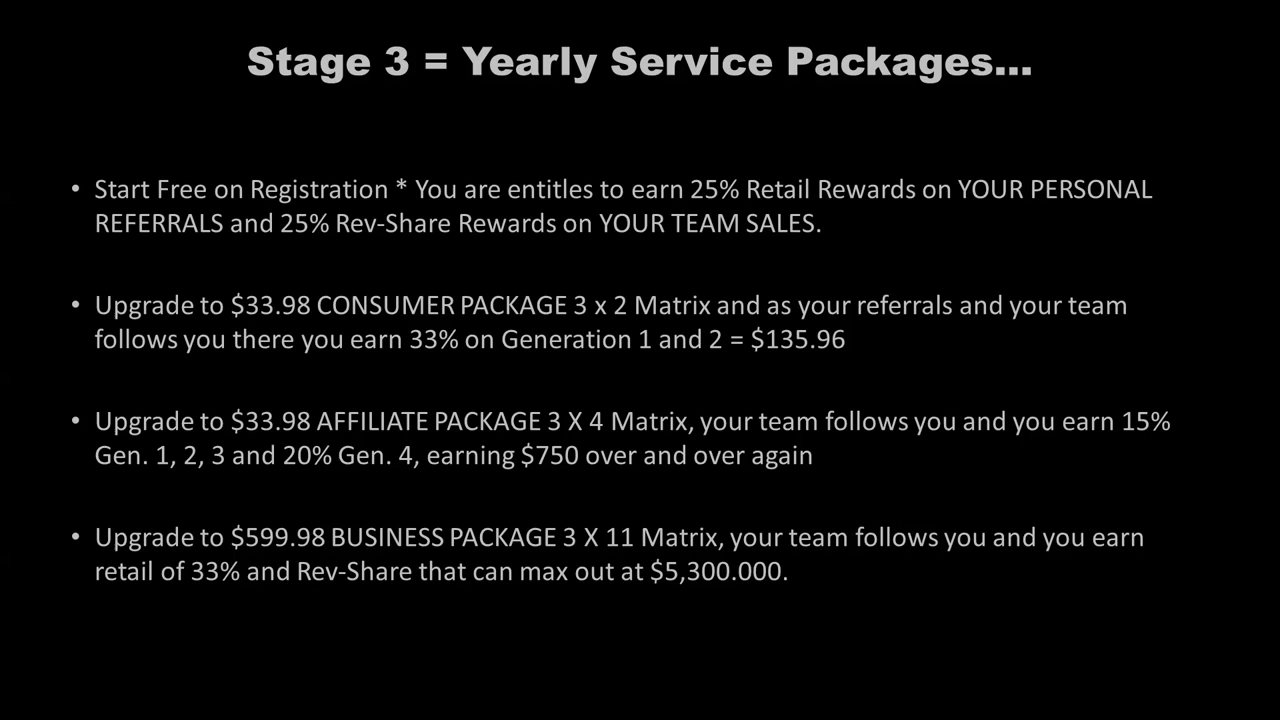 Stage 3 = Yearly Service Packages...
• Start Free on Registration * You are entitles to earn 25% Retail Rewards on YOUR PERSONAL
REFERRALS and 25% Rev-Share Rewards on YOUR TEAM SALES.
• Upgrade to $33.98 CONSUMER PACKAGE 3 x 2 Matrix and as your referrals and your team
follows you there you earn 33% on Generation 1 and 2 = $135.96
• Upgrade to $33.98 AFFILIATE PACKAGE 3 X 4 Matrix, your team follows you and you earn 15%
Gen. 1, 2, 3 and 20% Gen. 4, earning $750 over and over again
• Upgrade to $599.98 BUSINESS PACKAGE 3 X 11 Matrix, your team follows you and you earn
retail of 33% and Rev-Share that can max out at $5,300.000.